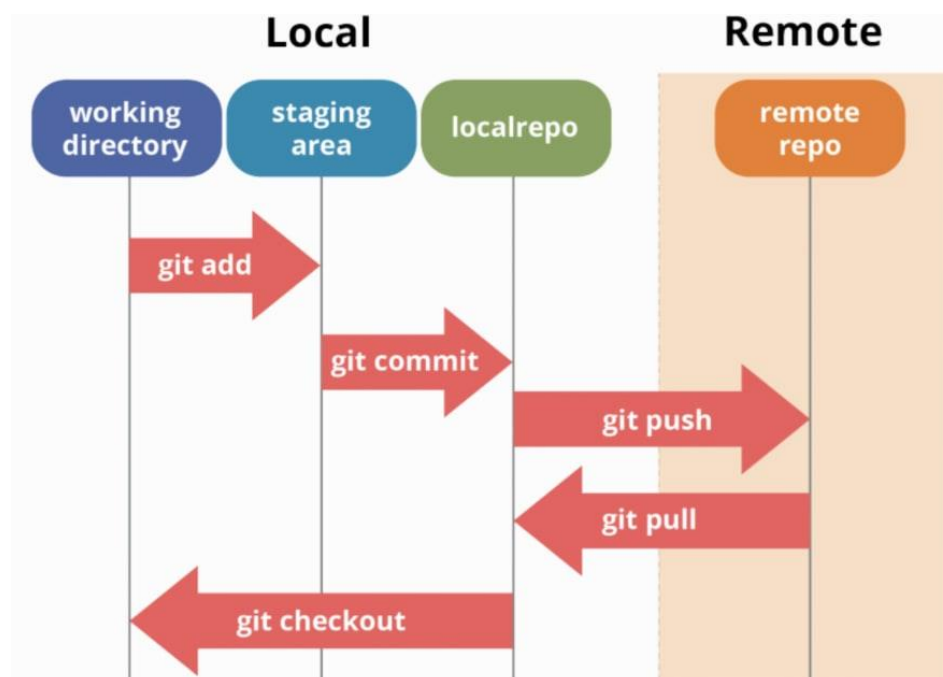 Local
Remote
working
directory
staging
area
localrepo
remote
repo
git add
git commit
git push
git pull
git checkout